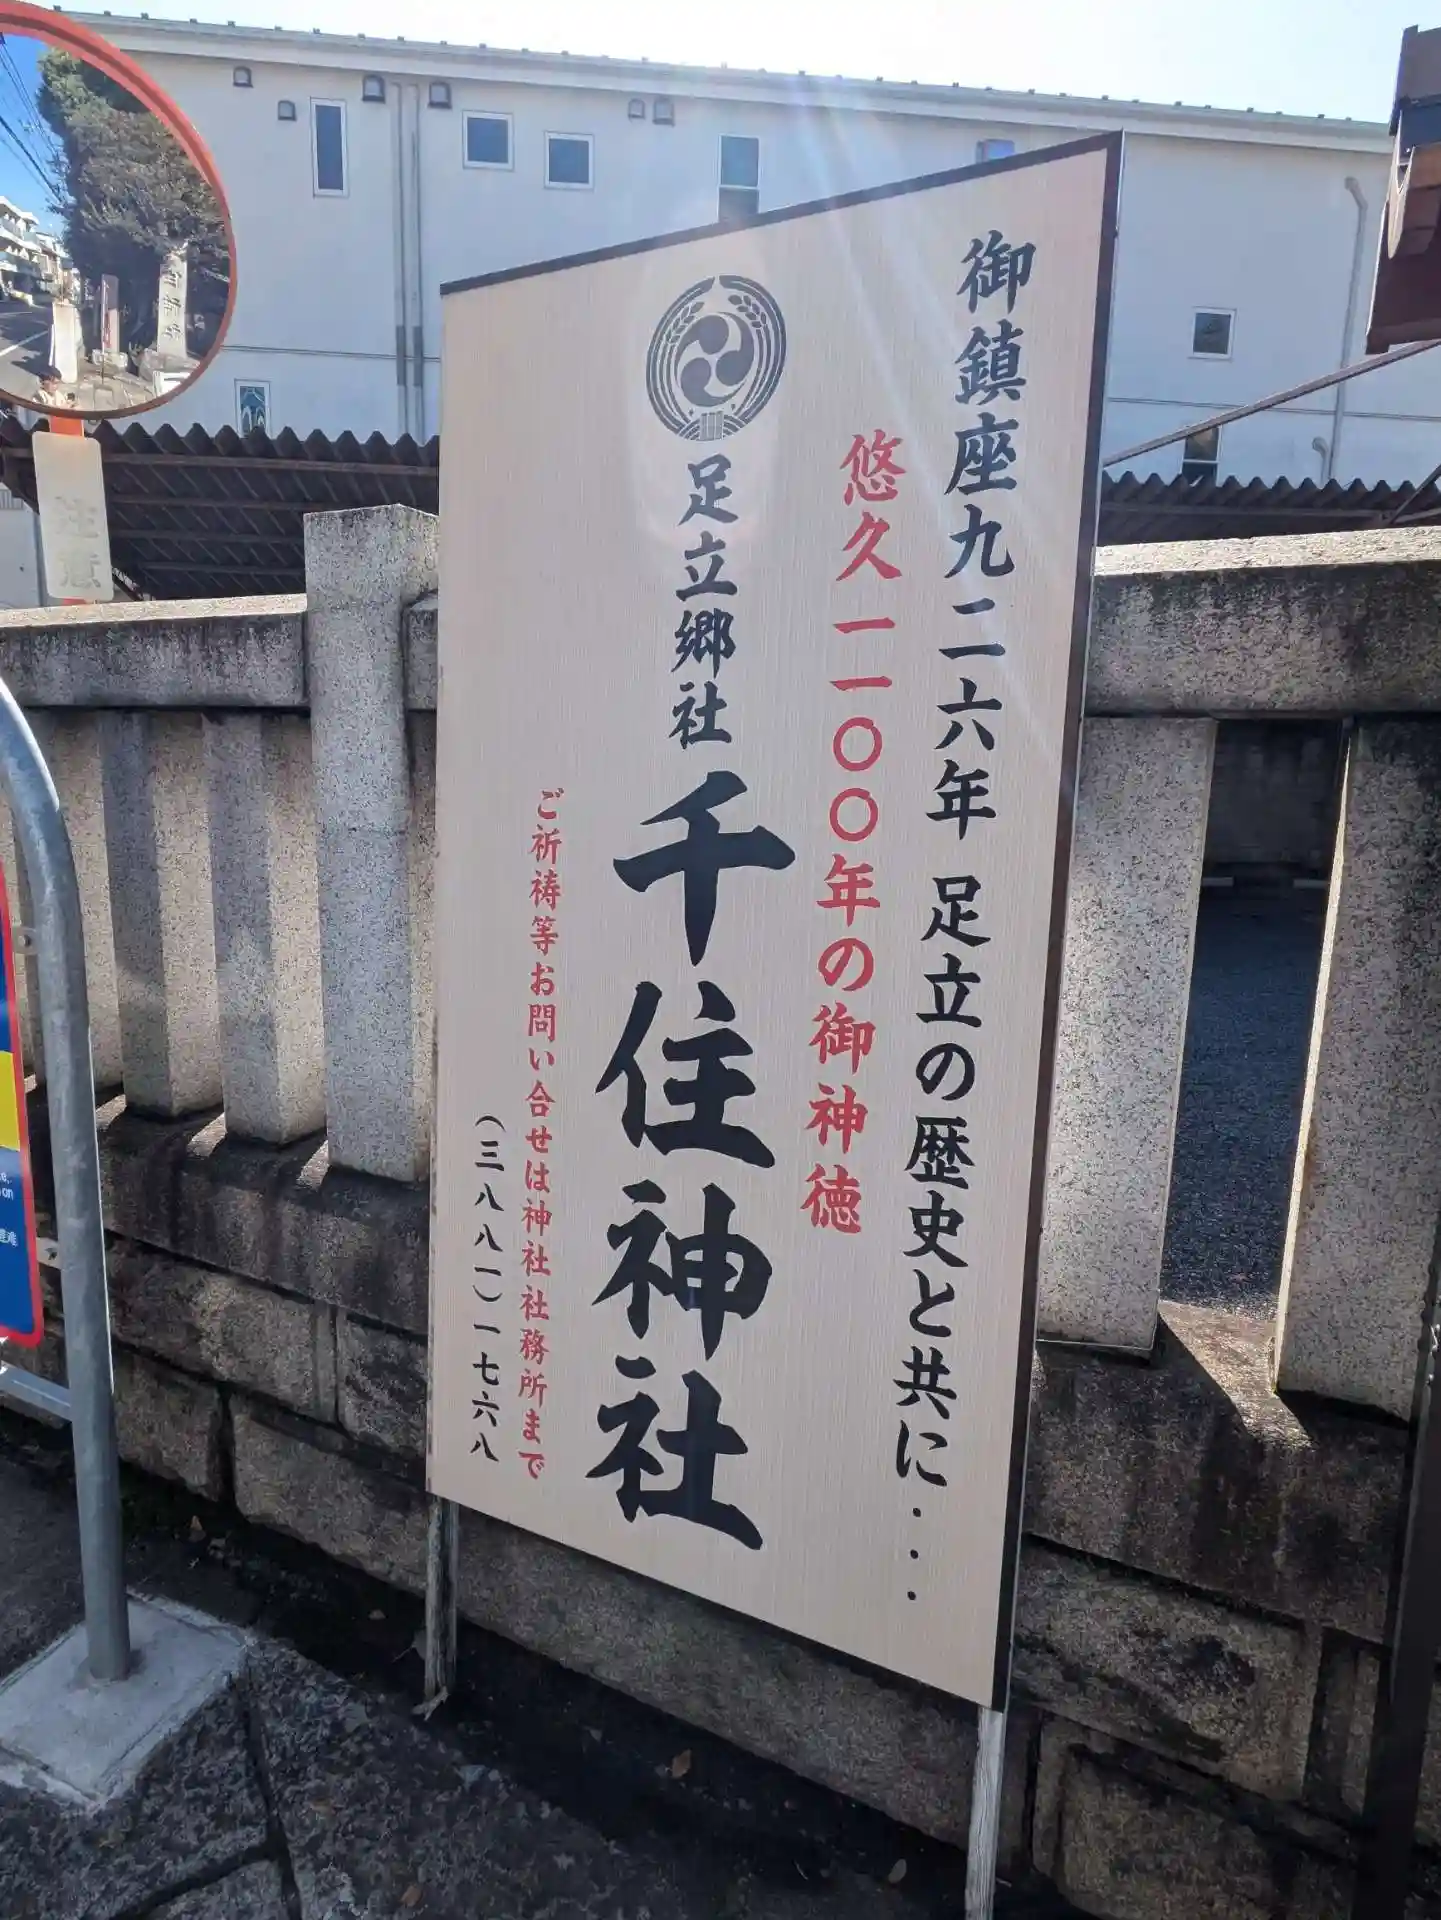 御鎮座九二六年 足立の歴史と共に・・・
悠久一一〇〇年の御神徳
足立郷社 千住神社
ご祈祷等お問い合せは神社社務所まで
(三八八一)一七六八
注意